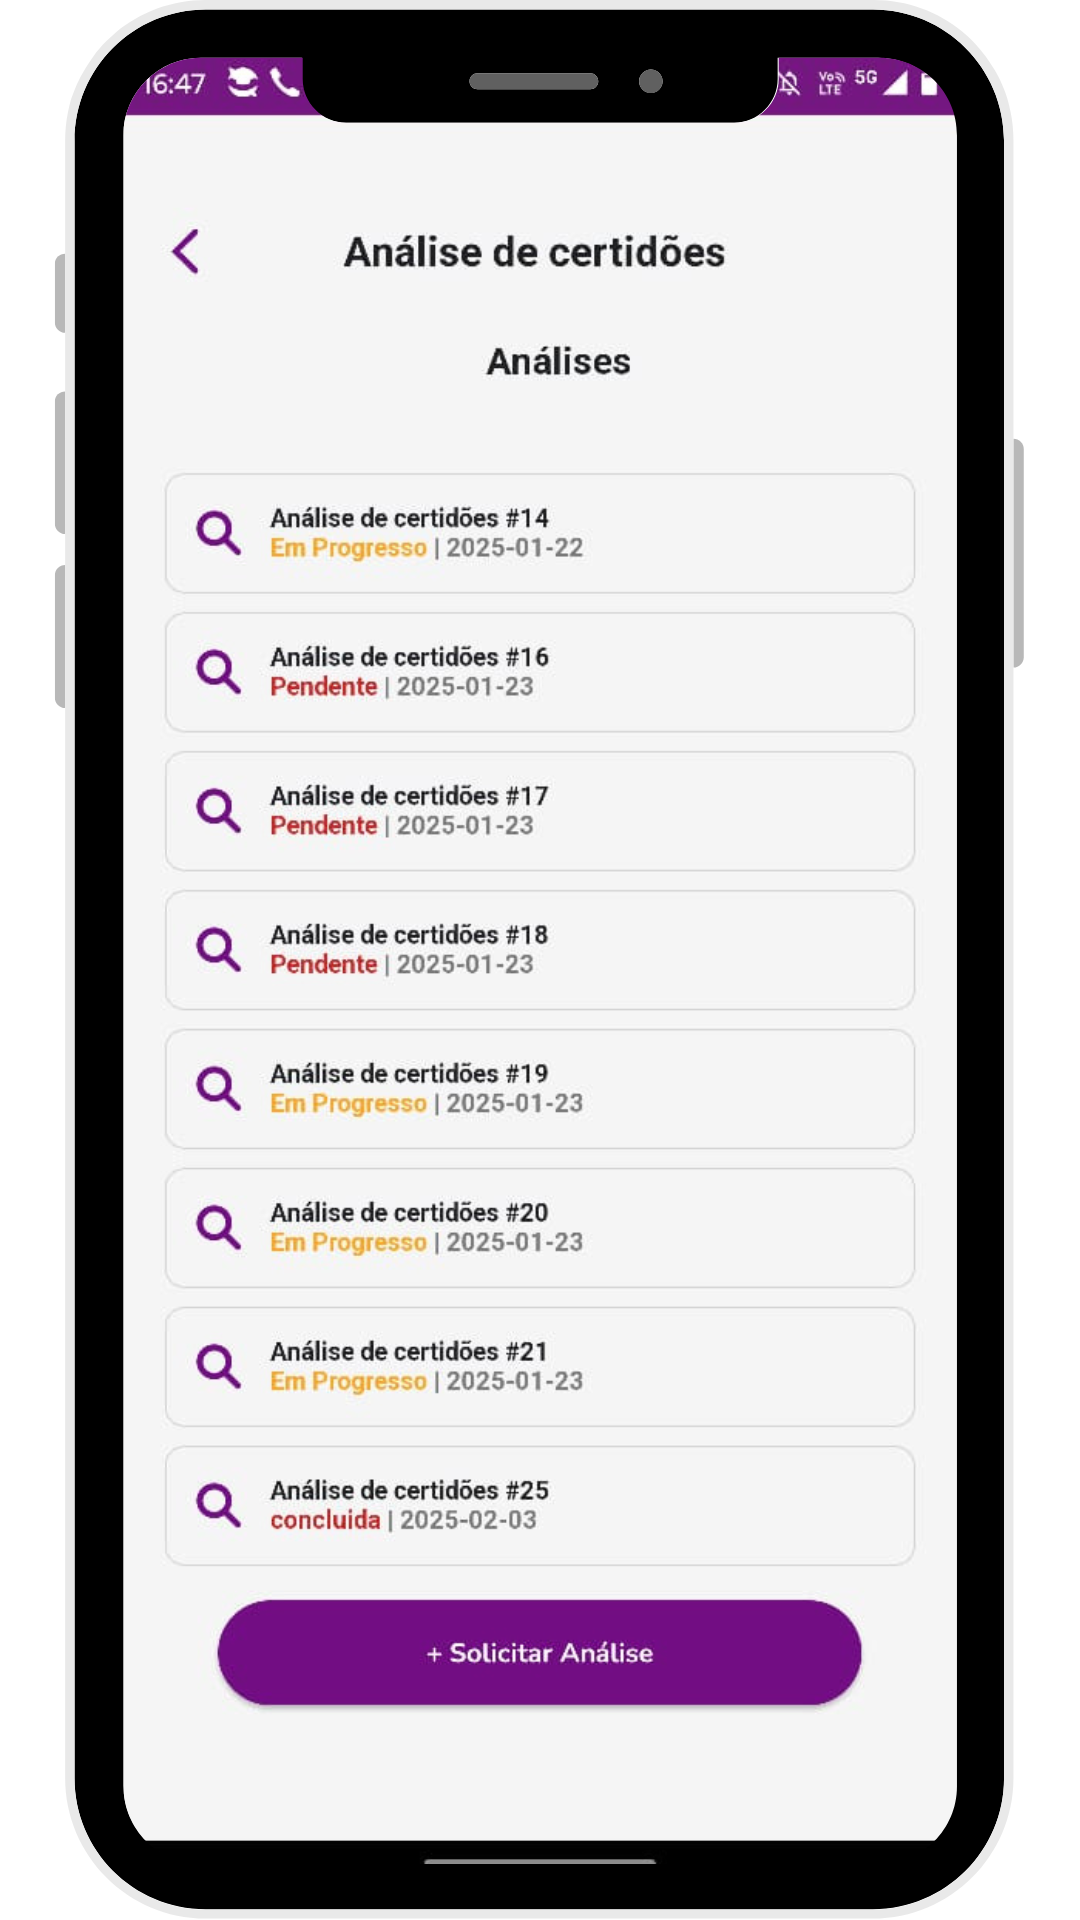 16:47 Vo LTE 5G
Análise de certidões
Análises
Análise de certidões #14
Em Progresso | 2025-01-22
Análise de certidões #16
Pendente | 2025-01-23
Análise de certidões #17
Pendente | 2025-01-23
Análise de certidões #18
Pendente | 2025-01-23
Análise de certidões #19
Em Progresso | 2025-01-23
Análise de certidões #20
Em Progresso | 2025-01-23
Análise de certidões #21
Em Progresso | 2025-01-23
Análise de certidões #25
concluida | 2025-02-03
+ Solicitar Análise